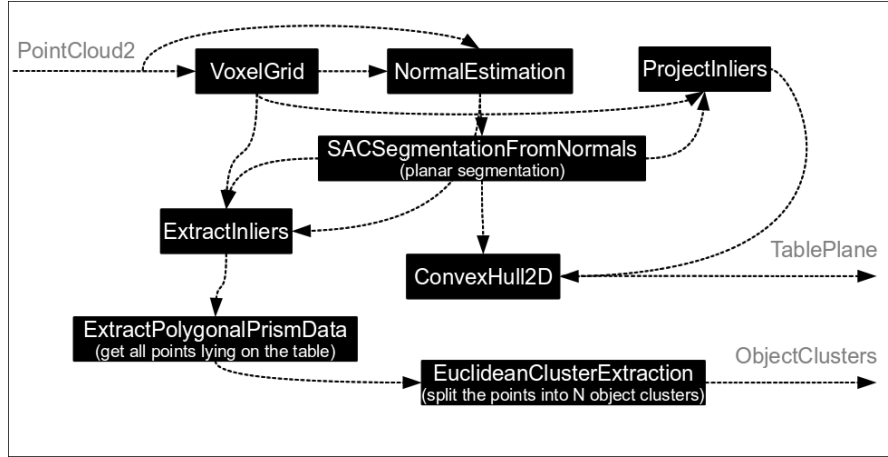 PointCloud2
VoxelGrid
NormalEstimation
ProjectInliers
SACSegmentationFromNormals
(planar segmentation)
ExtractInliers
TablePlane
ConvexHull2D
ExtractPolygonalPrismData
(get all points lying on the table)
ObjectClusters
EuclideanClusterExtraction
(split the points into N object clusters)